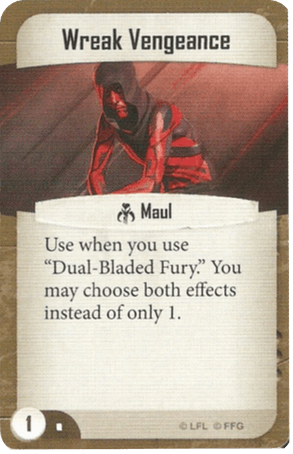 Wreak Vengeance
Maul
Use when you use
“Dual-Bladed Fury.” You
may choose both effects
instead of only 1.
1
© LFL © FFG